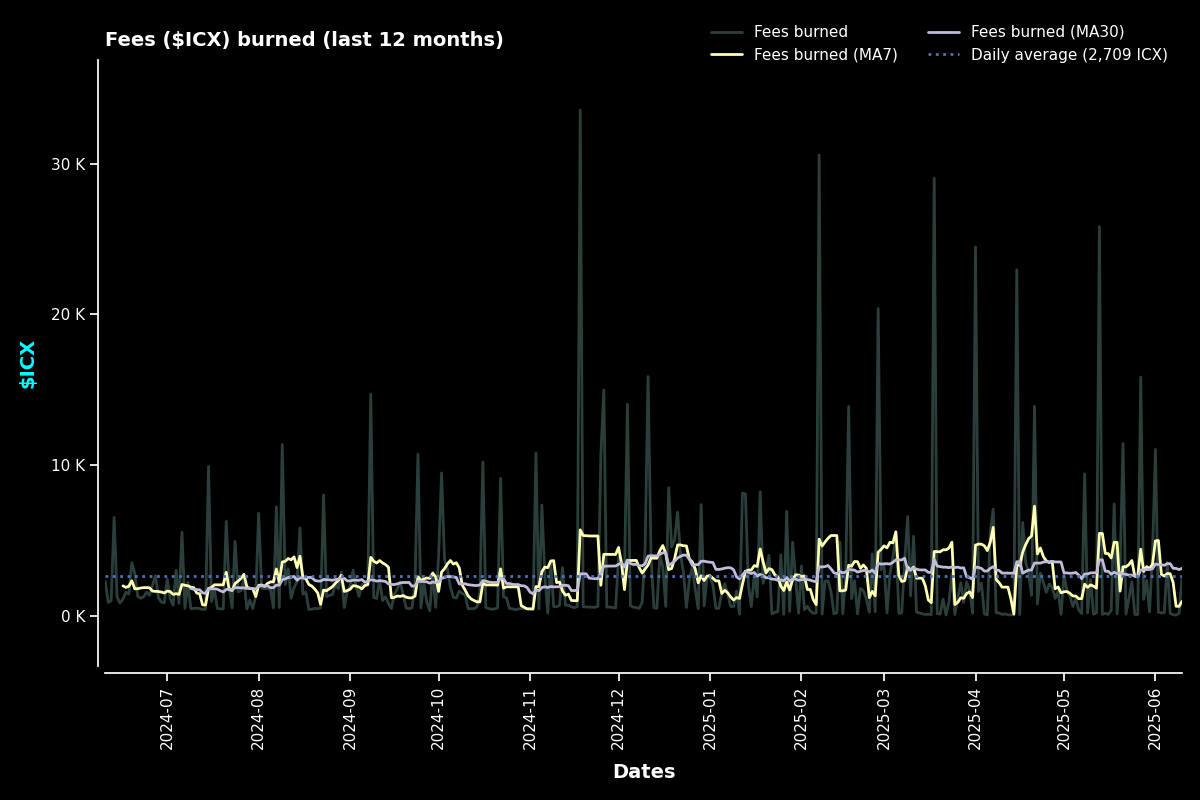 Fees ($ICX) burned (last 12 months)
Fees burned
Fees burned (MA7)
Fees burned (MA30)
Daily average (2,709 ICX)
$ICX
30 K
20 K
10 K
0 K
2024-07
2024-08
2024-09
2024-10
2024-11
2024-12
2025-01
2025-02
2025-03
2025-04
2025-05
2025-06
Dates